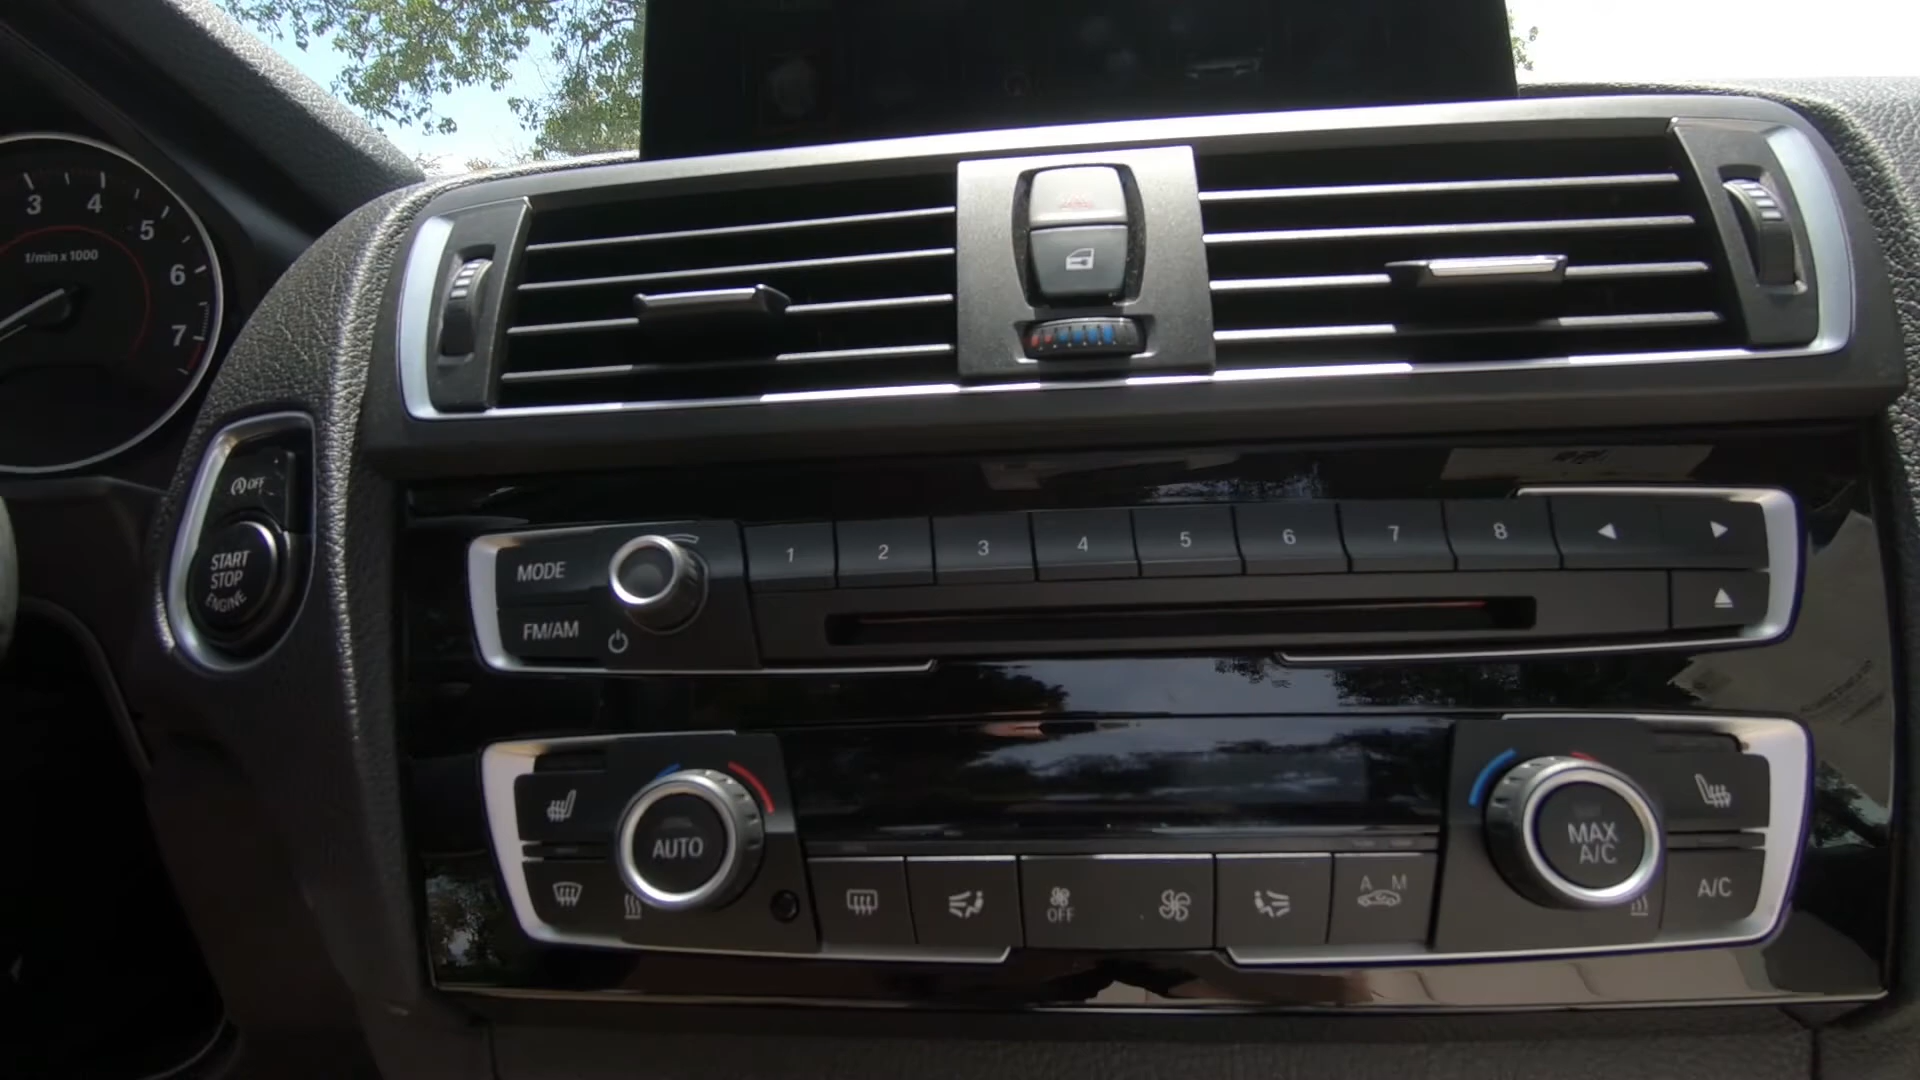 3 4 5 6 7
1/min x 1000
OFF
START
STOP
ENGINE
MODE
1 2 3 4 5 6 7 8
FM/AM
AUTO
MAX
A/C
A M
OFF
A/C